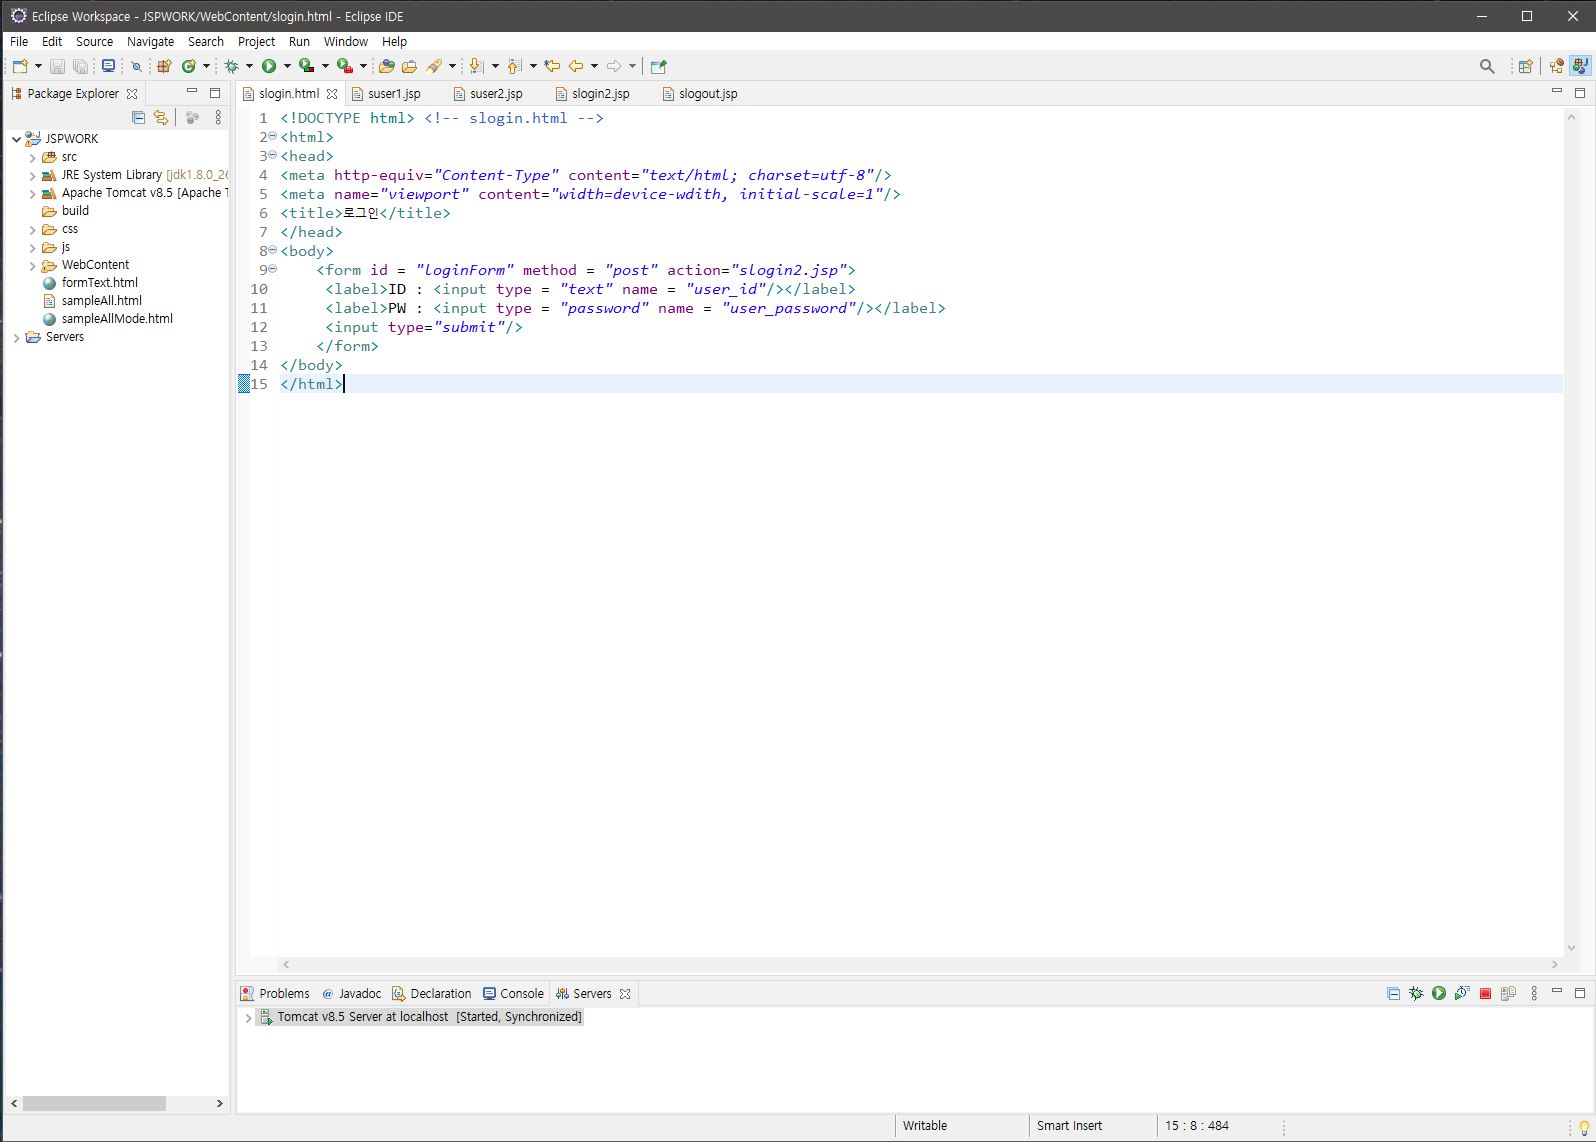 Eclipse Workspace - JSPWORK/WebContent/slogin.html - Eclipse IDE
File Edit Source Navigate Search Project Run Window Help
Package Explorer
JSPWORK
src
JRE System Library [jdk1.8.0_26
Apache Tomcat v8.5 [Apache T
build
css
js
WebContent
formText.html
sampleAll.html
sampleAllMode.html
Servers
slogin.html suser1.jsp suser2.jsp slogin2.jsp slogout.jsp
1 <!DOCTYPE html> <!-- slogin.html -->
2 <html>
3 <head>
4 <meta http-equiv="Content-Type" content="text/html; charset=utf-8"/>
5 <meta name="viewport" content="width=device-wdith, initial-scale=1"/>
6 <title>로그인</title>
7 </head>
8 <body>
9 <form id = "loginForm" method = "post" action="slogin2.jsp">
10 <label>ID : <input type = "text" name = "user_id"/></label>
11 <label>PW : <input type = "password" name = "user_password"/></label>
12 <input type="submit"/>
13 </form>
14 </body>
15 </html>
Problems @ Javadoc Declaration Console Servers
Tomcat v8.5 Server at localhost [Started, Synchronized]
Writable Smart Insert 15 : 8 : 484